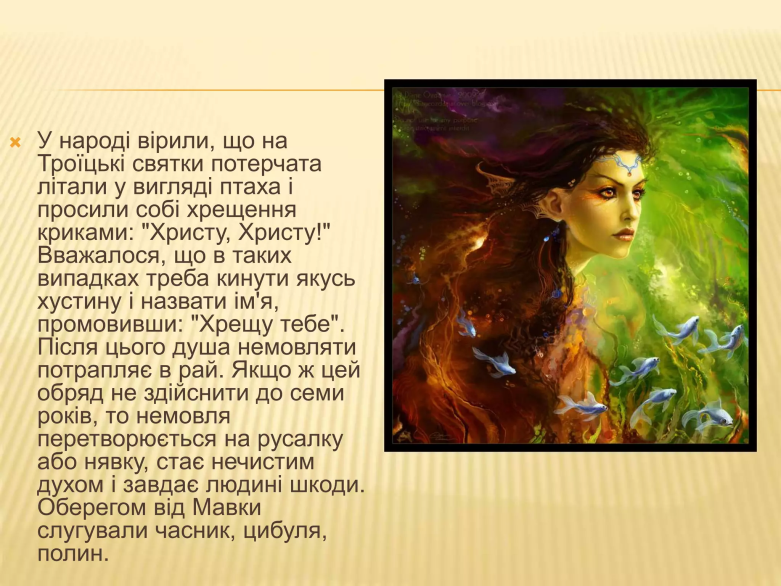 У народі вірили, що на
Троїцькі святки потерчата
літали у вигляді птаха і
просили собі хрещення
криками: "Христу, Христу!"
Вважалося, що в таких
випадках треба кинути якусь
хустину і назвати ім'я,
промовивши: "Хрещу тебе".
Після цього душа немовляти
потрапляє в рай. Якщо ж цей
обряд не здійснити до семи
років, то немовля
перетворюється на русалку
або нявку, стає нечистим
духом і завдає людині шкоди.
Оберегом від Мавки
слугували часник, цибуля,
полин.